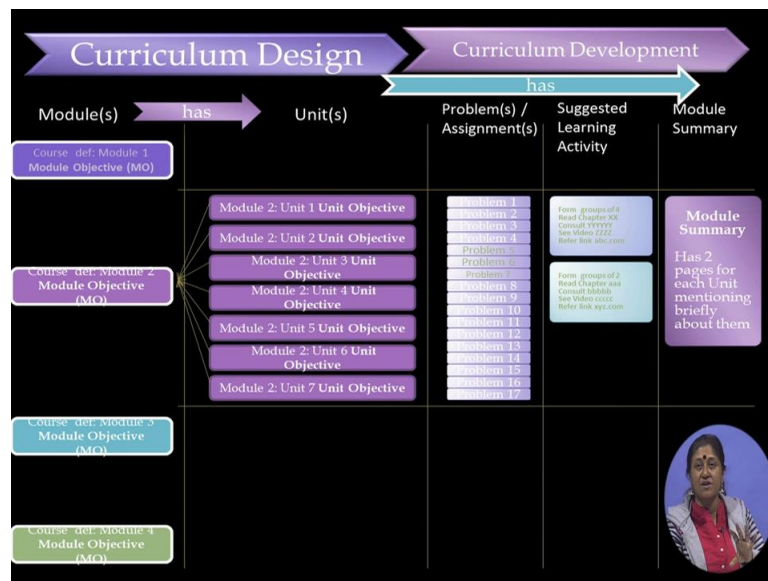 Curriculum Design
Curriculum Development
has
Module(s)
has
Unit(s)
Problem(s) /
Assignment(s)
Suggested
Learning
Activity
Module
Summary
Course def: Module 1
Module Objective (MO)
Course def: Module 2
Module Objective
(MO)
Module 2: Unit 1 Unit Objective
Module 2: Unit 2 Unit Objective
Module 2: Unit 3 Unit
Objective
Module 2: Unit 4 Unit
Objective
Module 2: Unit 5 Unit Objective
Module 2: Unit 6 Unit
Objective
Module 2: Unit 7 Unit Objective
Problem 1
Problem 2
Problem 3
Problem 4
Problem 5
Problem 6
Problem 7
Problem 8
Problem 9
Problem 10
Problem 11
Problem 12
Problem 13
Problem 14
Problem 15
Problem 16
Problem 17
Form groups of 4
Read Chapter XX
Consult YYYYYY
See Video ZZZZ
Refer link abc.com
Form groups of 2
Read Chapter aaa
Consult bbbbb
See Video ccccc
Refer link xyz.com
Module
Summary
Has 2
pages for
each Unit
mentioning
briefly
about them
Course def: Module 3
Module Objective
(MO)
Course def: Module 4
Module Objective
(MO)